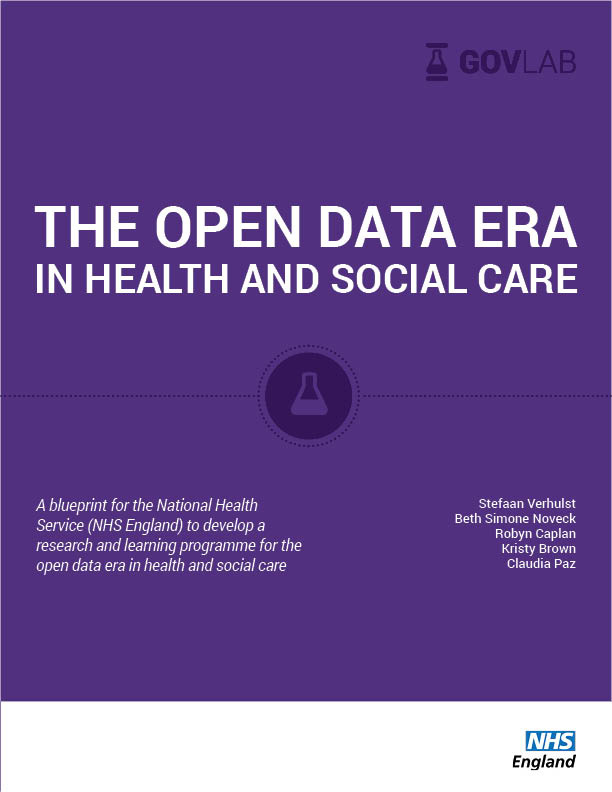 GOVLAB
THE OPEN DATA ERA
IN HEALTH AND SOCIAL CARE
A blueprint for the National Health
Service (NHS England) to develop a
research and learning programme for the
open data era in health and social care
Stefaan Verhulst
Beth Simone Noveck
Robyn Caplan
Kristy Brown
Claudia Paz
NHS
England